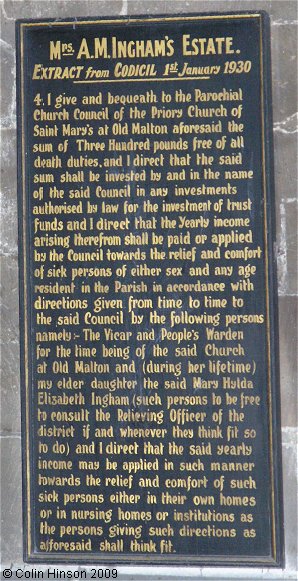 MRS. A.M. INGHAM'S ESTATE.
EXTRACT from CODICIL 1st January 1930
4. I give and bequeath to the Parochial
Church Council of the Priory Church of
Saint Mary's at Old Malton aforesaid the
sum of Three Hundred pounds free of all
death duties, and I direct that the said
sum shall be invested by and in the name
of the said Council in any investments
authorised by law for the investment of trust
funds and I direct that the Yearly income
arising therefrom shall be paid or applied
by the Council towards the relief and comfort
of sick persons of either sex and any age
resident in the Parish in accordance with
directions given from time to time to
the said Council by the following persons
namely:- The Vicar and People's Warden
for the time being of the said Church
at Old Malton and (during her lifetime)
my elder daughter the said Mary Hylda
Elizabeth Ingham (such persons to be free
to consult the Relieving Officer of the
district if and whenever they think fit so
to do) and I direct that the said yearly
income may be applied in such manner
towards the relief and comfort of such
sick persons either in their own homes
or in nursing homes or institutions as
the persons giving such directions as
aforesaid shall think fit.
© Colin Hinson 2009